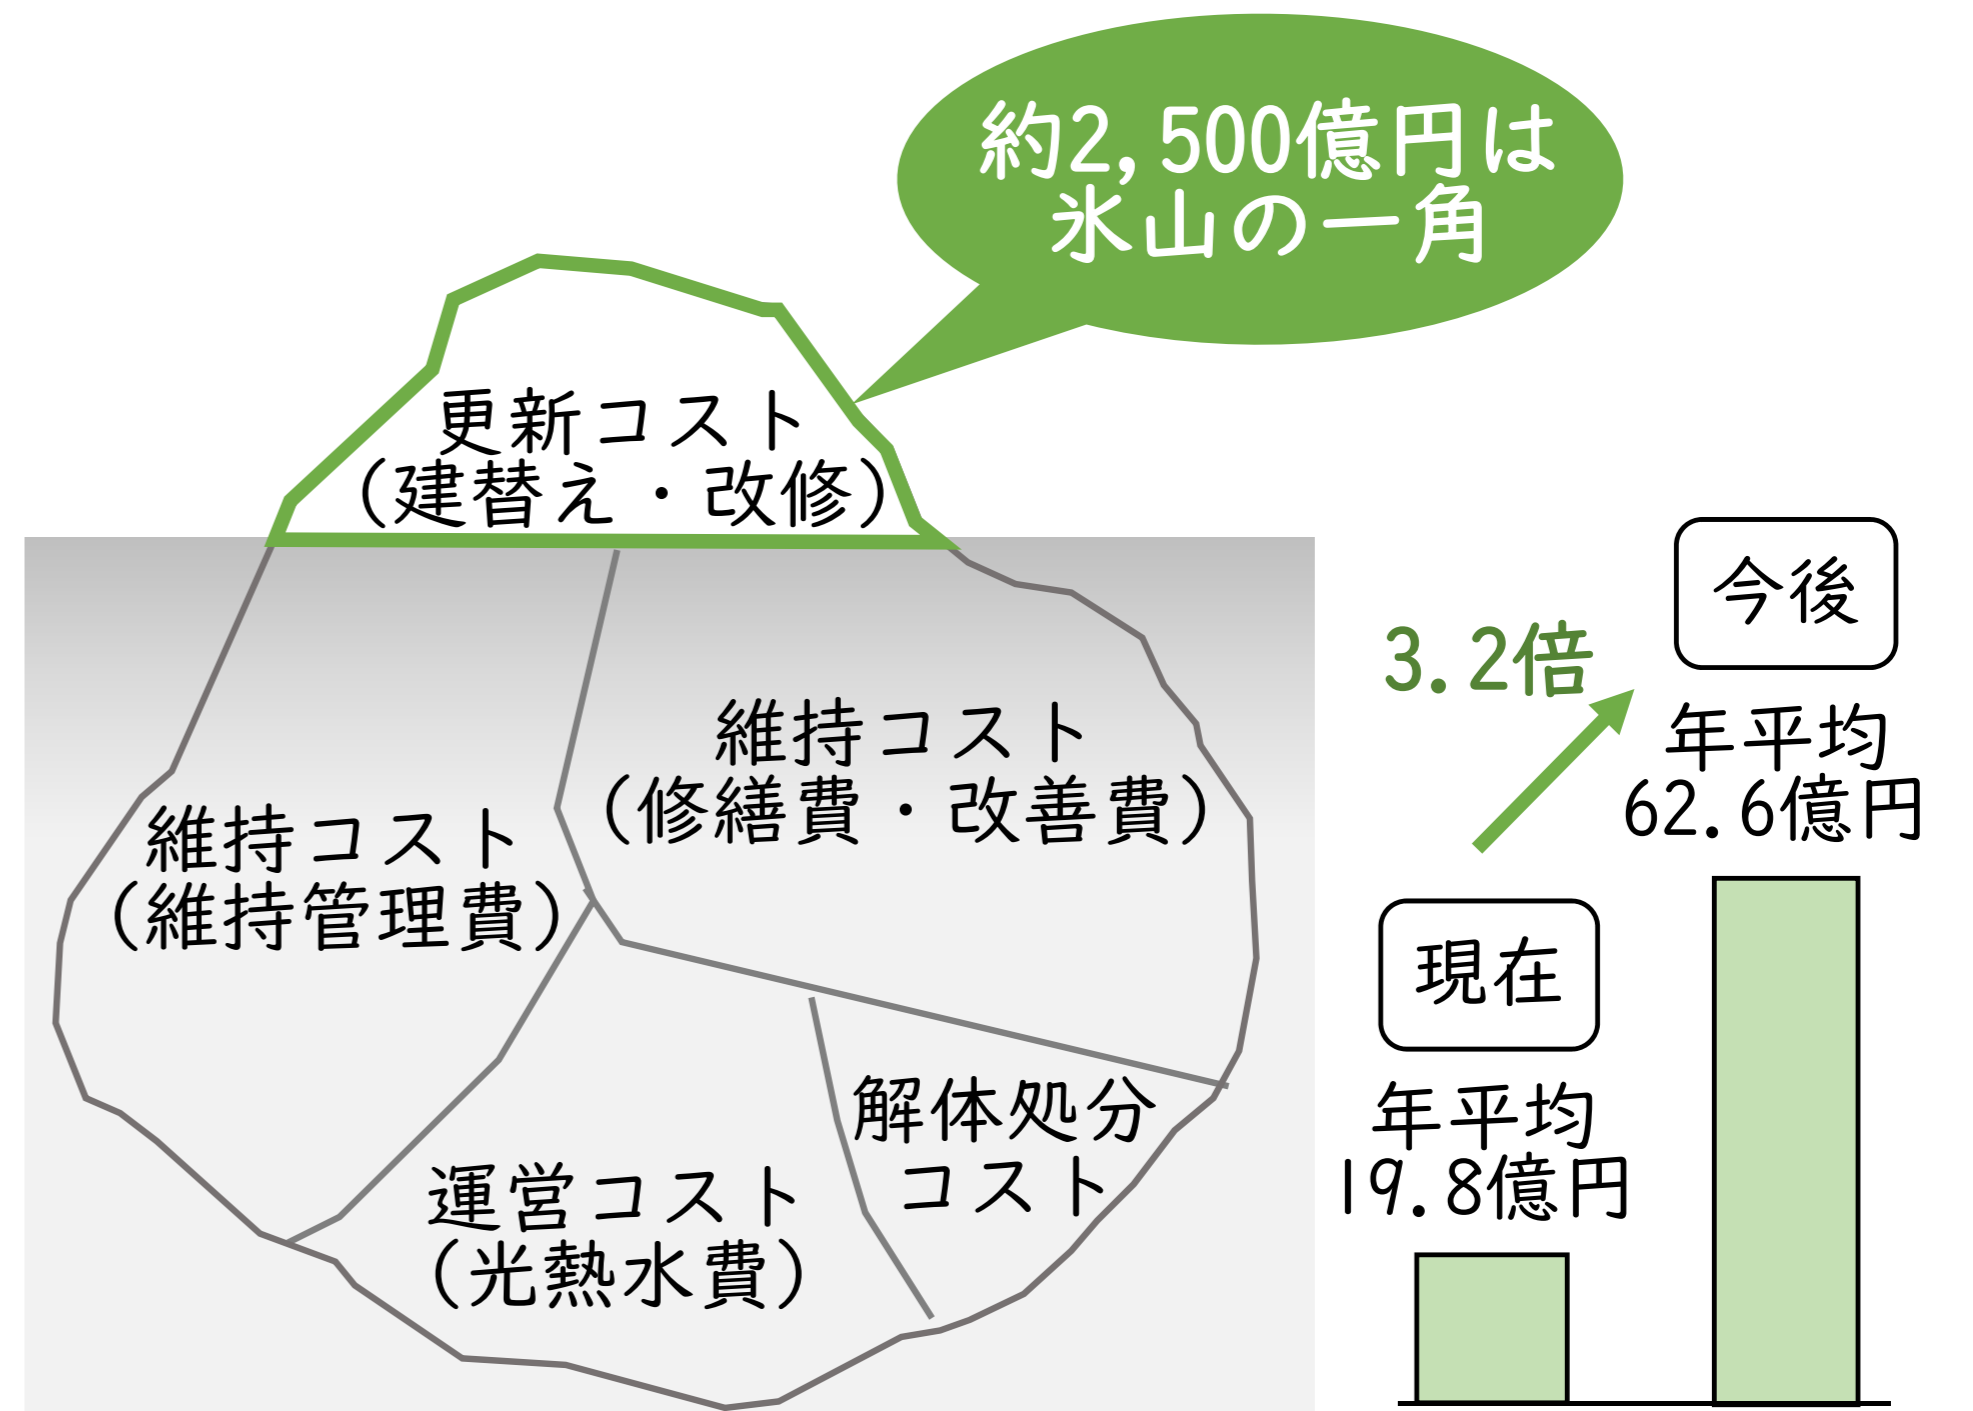 約2,500億円は
氷山の一角
更新コスト
（建替え・改修）
維持コスト
（修繕費・改善費）
維持コスト
（維持管理費）
解体処分
コスト
運営コスト
（光熱水費）
3.2倍
今後
年平均
62.6億円
現在
年平均
19.8億円